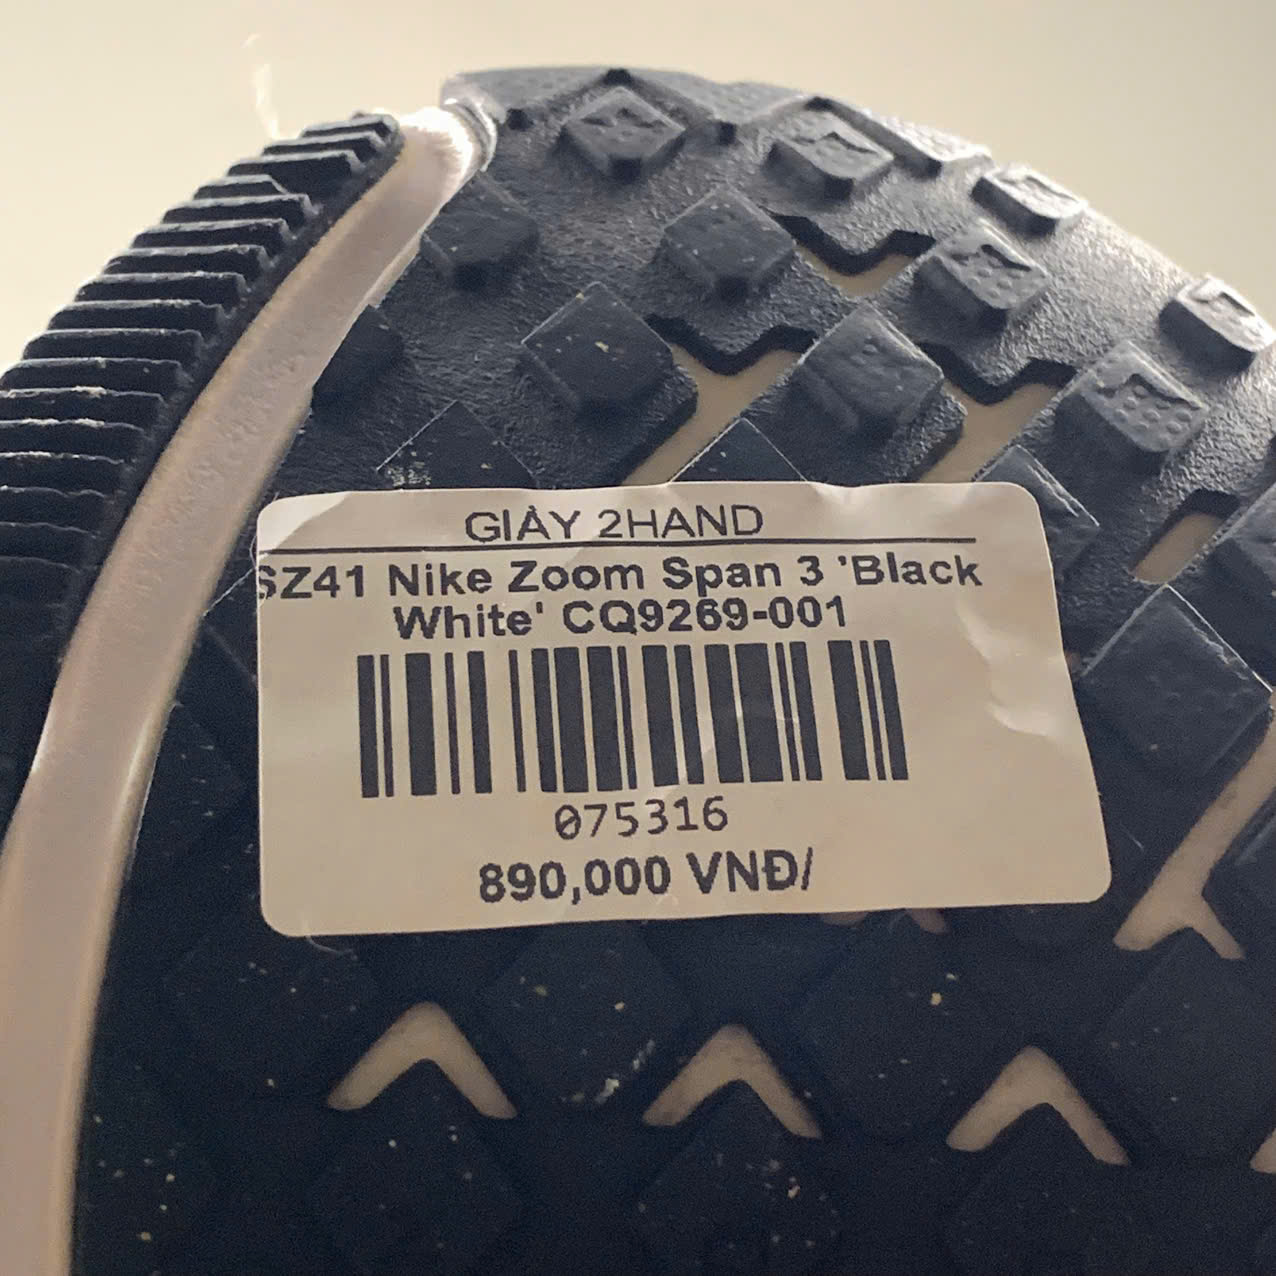 GIÀY 2HAND
SZ41 Nike Zoom Span 3 'Black
White' CQ9269-001
075316
890,000 VNĐ/